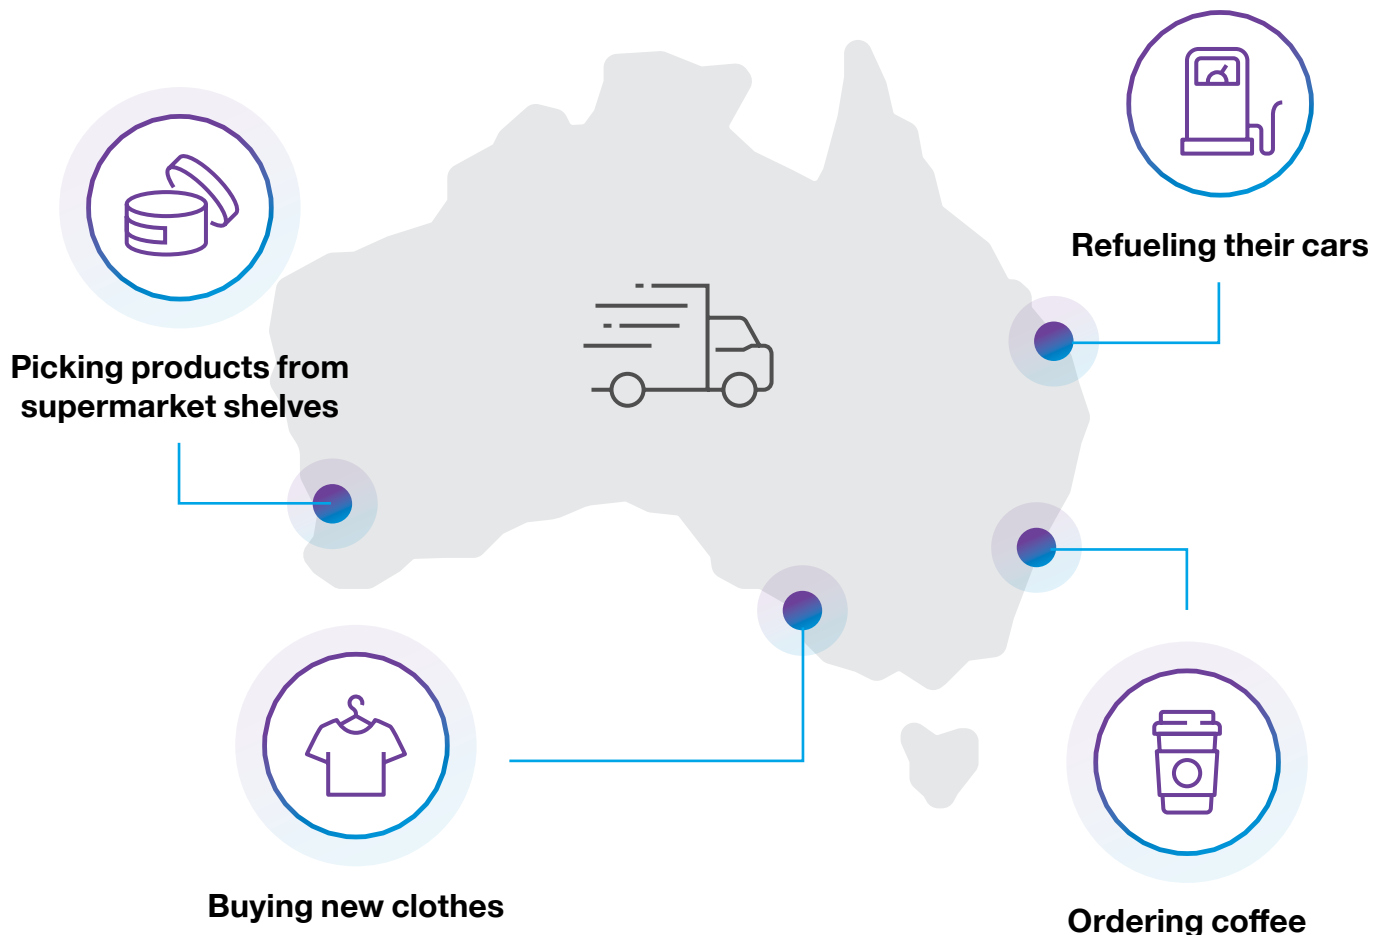 Refueling their cars
Picking products from
supermarket shelves
Buying new clothes
Ordering coffee